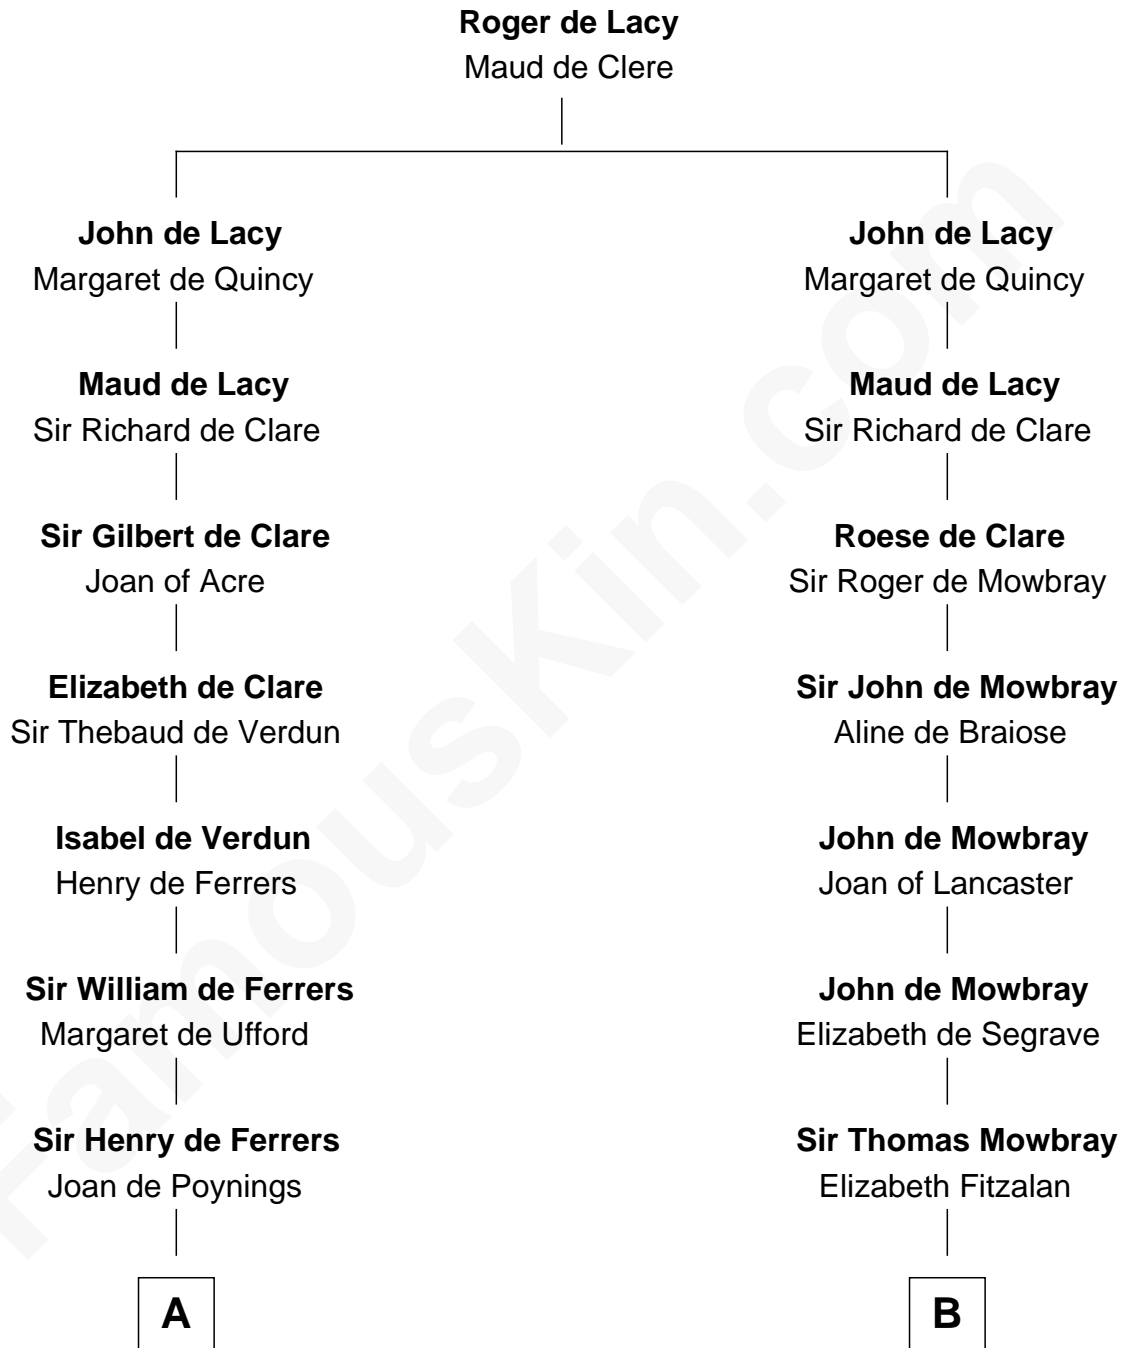 Roger de Lacy
Maud de Clere
John de Lacy
Margaret de Quincy
Maud de Lacy
Sir Richard de Clare
Sir Gilbert de Clare
Joan of Acre
Elizabeth de Clare
Sir Thebaud de Verdun
Isabel de Verdun
Henry de Ferrers
Sir William de Ferrers
Margaret de Ufford
Sir Henry de Ferrers
Joan de Poynings
A
John de Lacy
Margaret de Quincy
Maud de Lacy
Sir Richard de Clare
Roese de Clare
Sir Roger de Mowbray
Sir John de Mowbray
Aline de Braiose
John de Mowbray
Joan of Lancaster
John de Mowbray
Elizabeth de Segrave
Sir Thomas Mowbray
Elizabeth Fitzalan
B
FamousKin.com